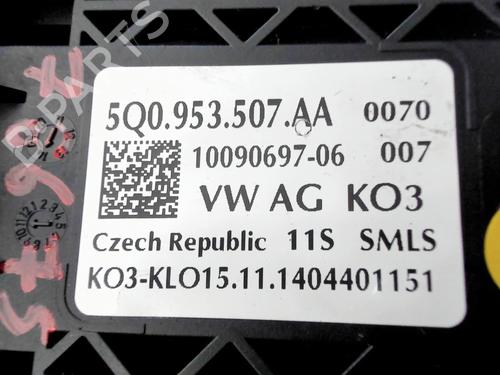 5Q0.953.507.AA 0070
10090697-06 007
VW AG KO3
Czech Republic 11S SMLS
KO3-KLO15.11.1404401151
B-PARTS